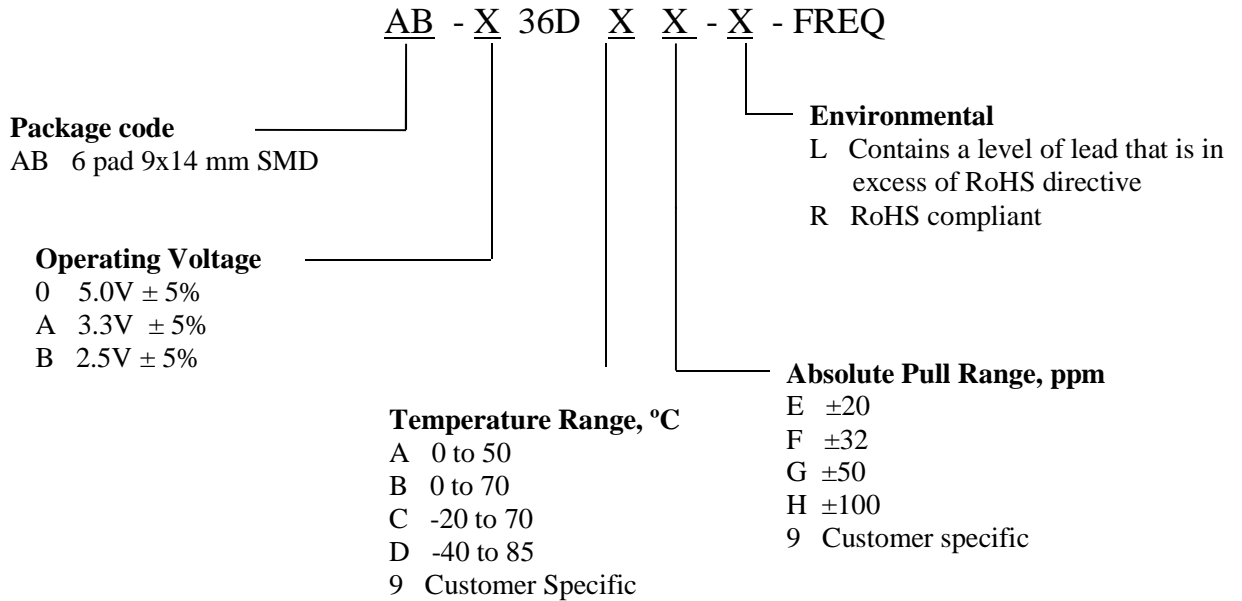 AB - X 36D X X - X - FREQ
Package code
AB 6 pad 9x14 mm SMD
Environmental
L Contains a level of lead that is in
excess of RoHS directive
R RoHS compliant
Operating Voltage
0 5.0V ± 5%
A 3.3V ± 5%
B 2.5V ± 5%
Temperature Range, ºC
A 0 to 50
B 0 to 70
C -20 to 70
D -40 to 85
9 Customer Specific
Absolute Pull Range, ppm
E ±20
F ±32
G ±50
H ±100
9 Customer specific